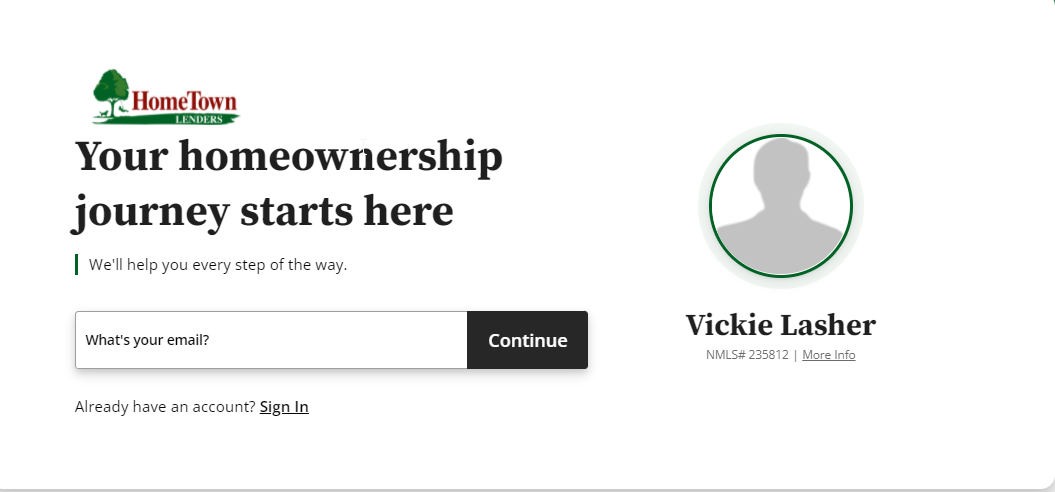 HomeTown
LENDERS
Your homeownership
journey starts here
We'll help you every step of the way.
What's your email?
Continue
Already have an account? Sign In
Vickie Lasher
NMLS# 235812 | More Info